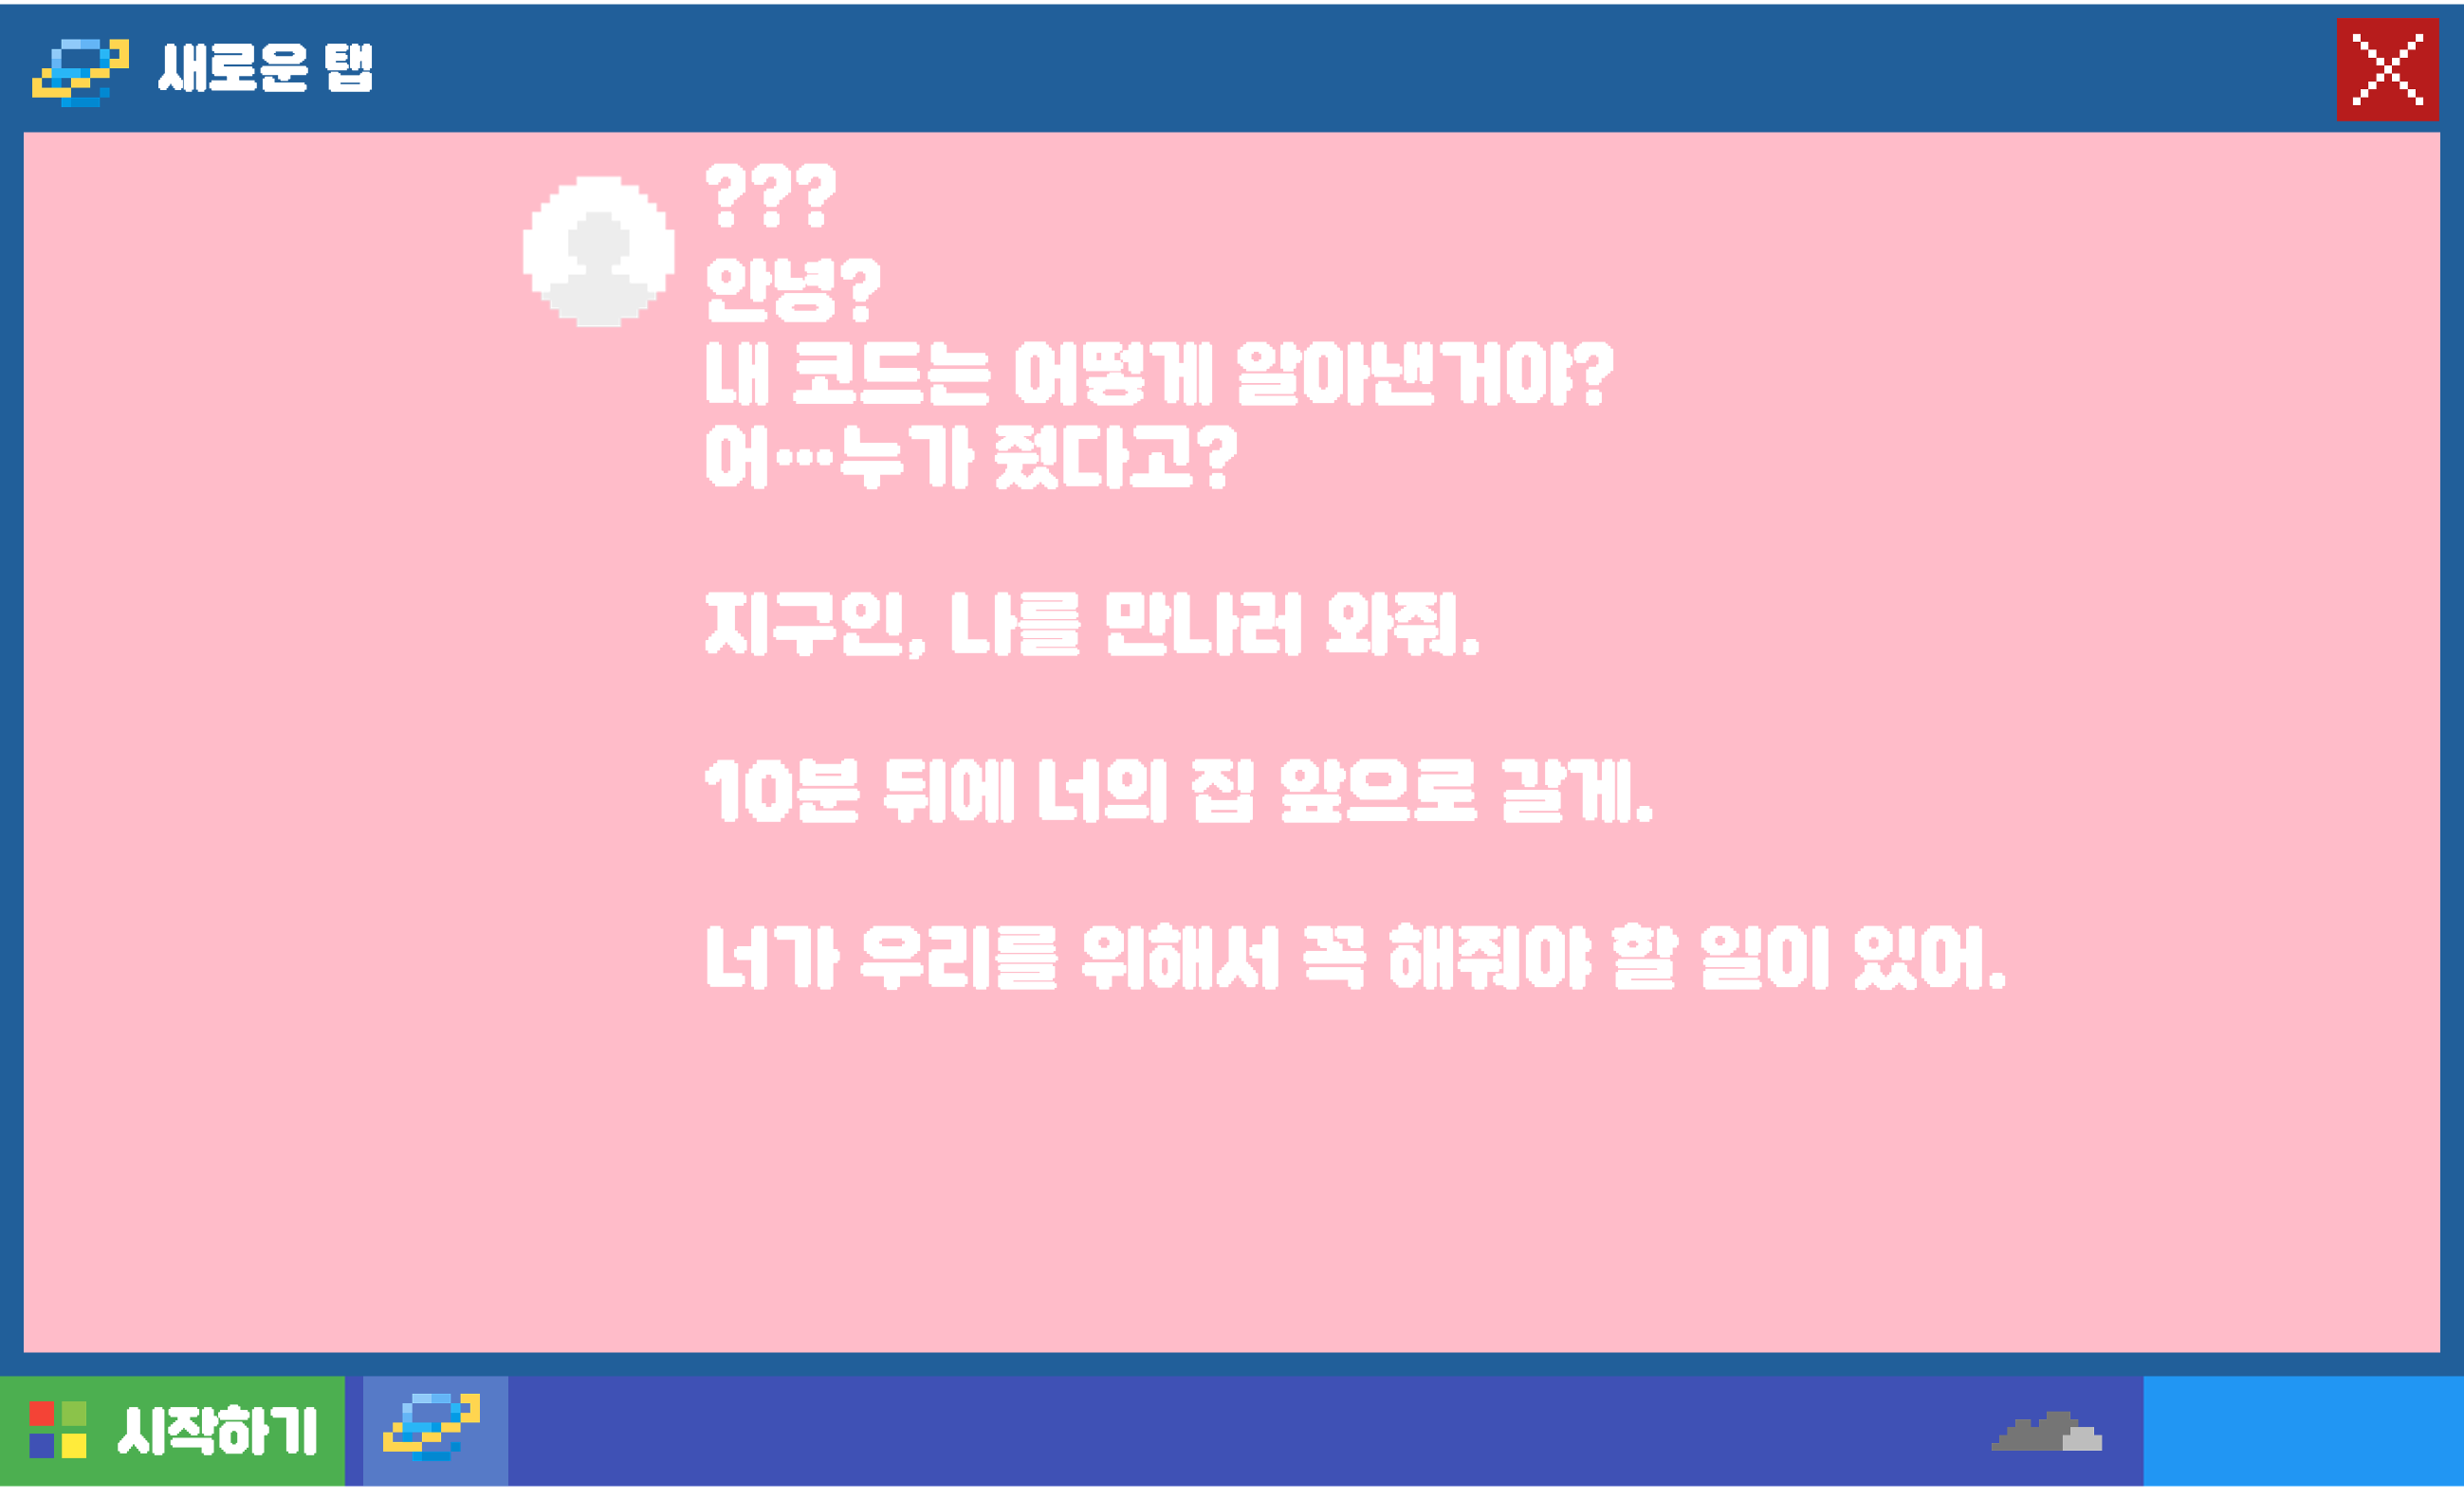 새로운 탭
???
안녕?
내 코드는 어떻게 알아낸거야?
어…누가 줬다고?
지구인, 나를 만나러 와줘.
10분 뒤에 너의 집 앞으로 갈게.
너가 우리를 위해서 꼭 해줘야 할 일이 있어.
시작하기